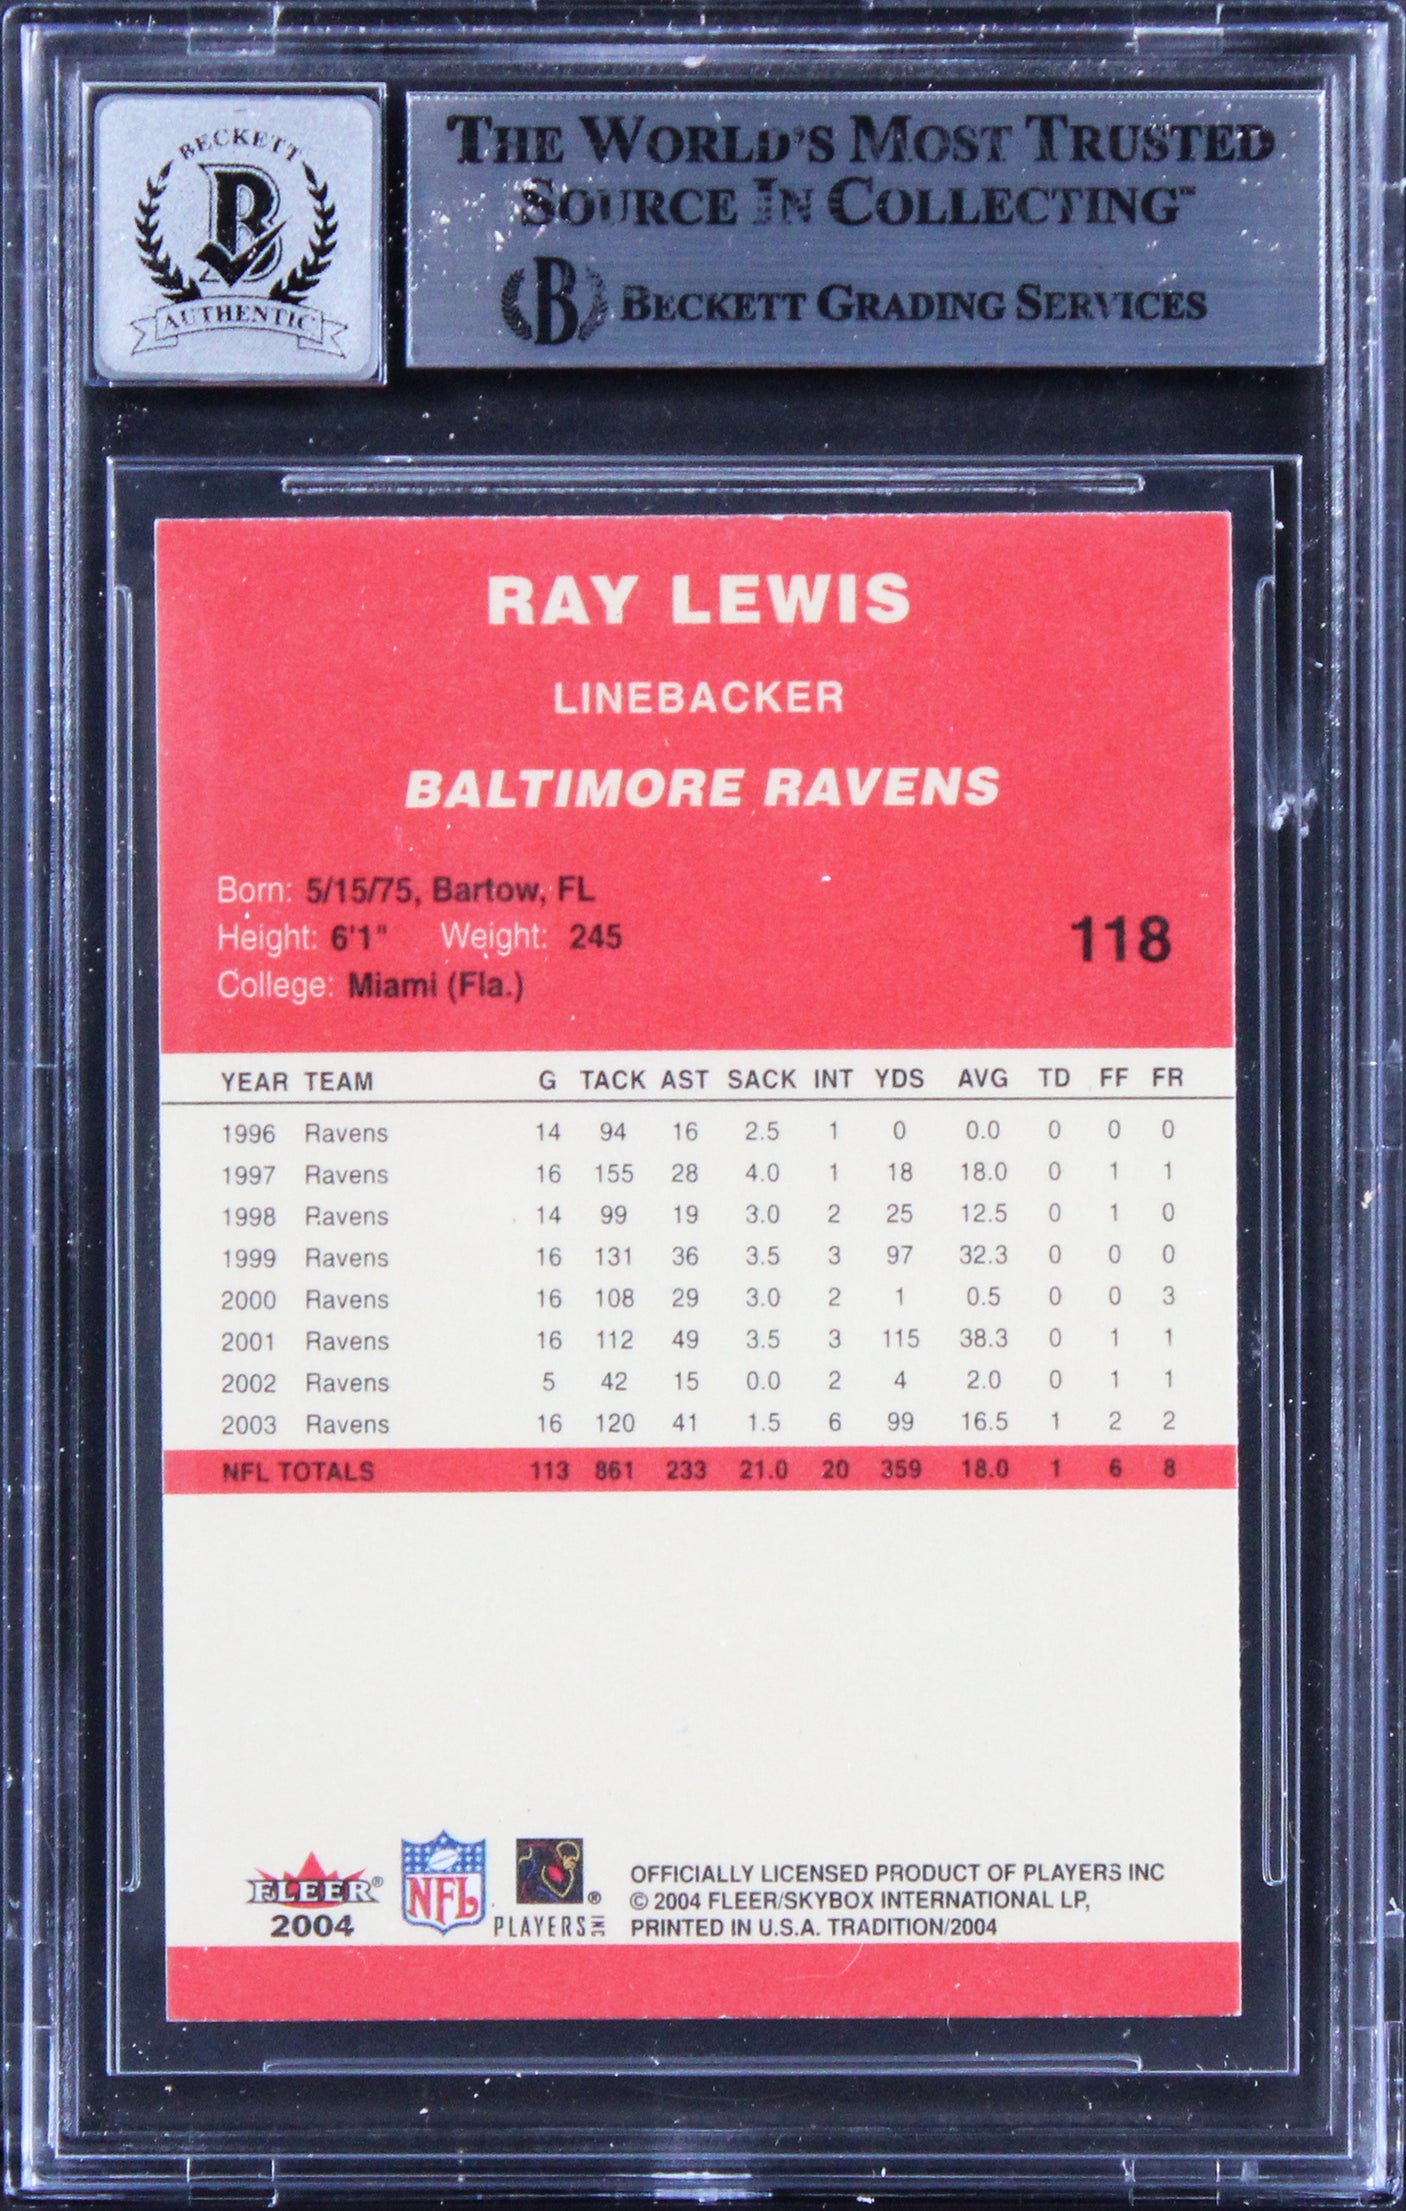 BECKETT
B
AUTHENTIC
THE WORLD'S MOST TRUSTED
SOURCE IN COLLECTING™
B BECKETT GRADING SERVICES
RAY LEWIS
LINEBACKER
BALTIMORE RAVENS
Born: 5/15/75, Bartow, FL
Height: 6'1" Weight: 245
College: Miami (Fla.)
118
YEAR TEAM G TACK AST SACK INT YDS AVG TD FF FR
1996 Ravens 14 94 16 2.5 1 0 0.0 0 0 0
1997 Ravens 16 155 28 4.0 1 18 18.0 0 1 1
1998 Ravens 14 99 19 3.0 2 25 12.5 0 1 0
1999 Ravens 16 131 36 3.5 3 97 32.3 0 0 0
2000 Ravens 16 108 29 3.0 2 1 0.5 0 0 3
2001 Ravens 16 112 49 3.5 3 115 38.3 0 1 1
2002 Ravens 5 42 15 0.0 2 4 2.0 0 1 1
2003 Ravens 16 120 41 1.5 6 99 16.5 1 2 2
NFL TOTALS 113 861 233 21.0 20 359 18.0 1 6 8
FLEER®
2004
NFL
®
PLAYERS INC
OFFICIALLY LICENSED PRODUCT OF PLAYERS INC
© 2004 FLEER/SKYBOX INTERNATIONAL LP,
PRINTED IN U.S.A. TRADITION/2004